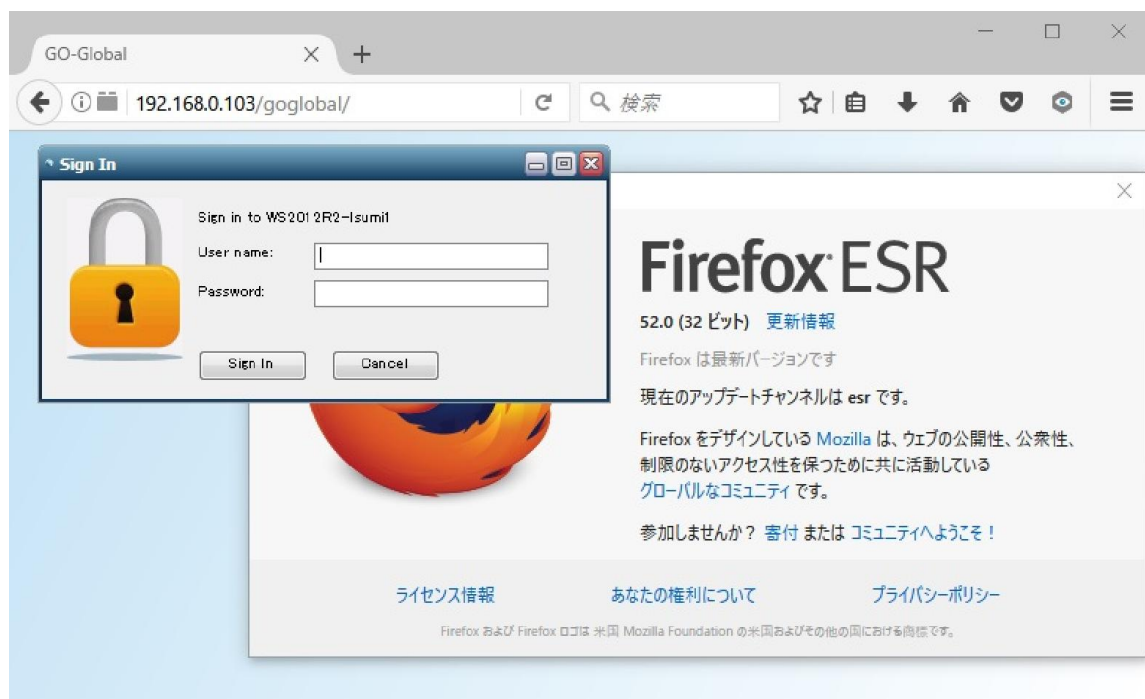 GO-Global
192.168.0.103/goglobal/
検索
Sign In
Sign in to WS2012R2-Isumi1
User name:
Password:
Sign In
Cancel
Firefox ESR
52.0 (32 ビット) 更新情報
Firefox は最新バージョンです
現在のアップデートチャンネルは esr です。
Firefox をデザインしている Mozilla は、ウェブの公開性、公衆性、
制限のないアクセス性を保つために共に活動している
グローバルなコミュニティ です。
参加しませんか? 寄付 または コミュニティへようこそ!
ライセンス情報
あなたの権利について
プライバシーポリシー
Firefox および Firefox ロゴは 米国 Mozilla Foundation の米国およびその他の国における商標です。